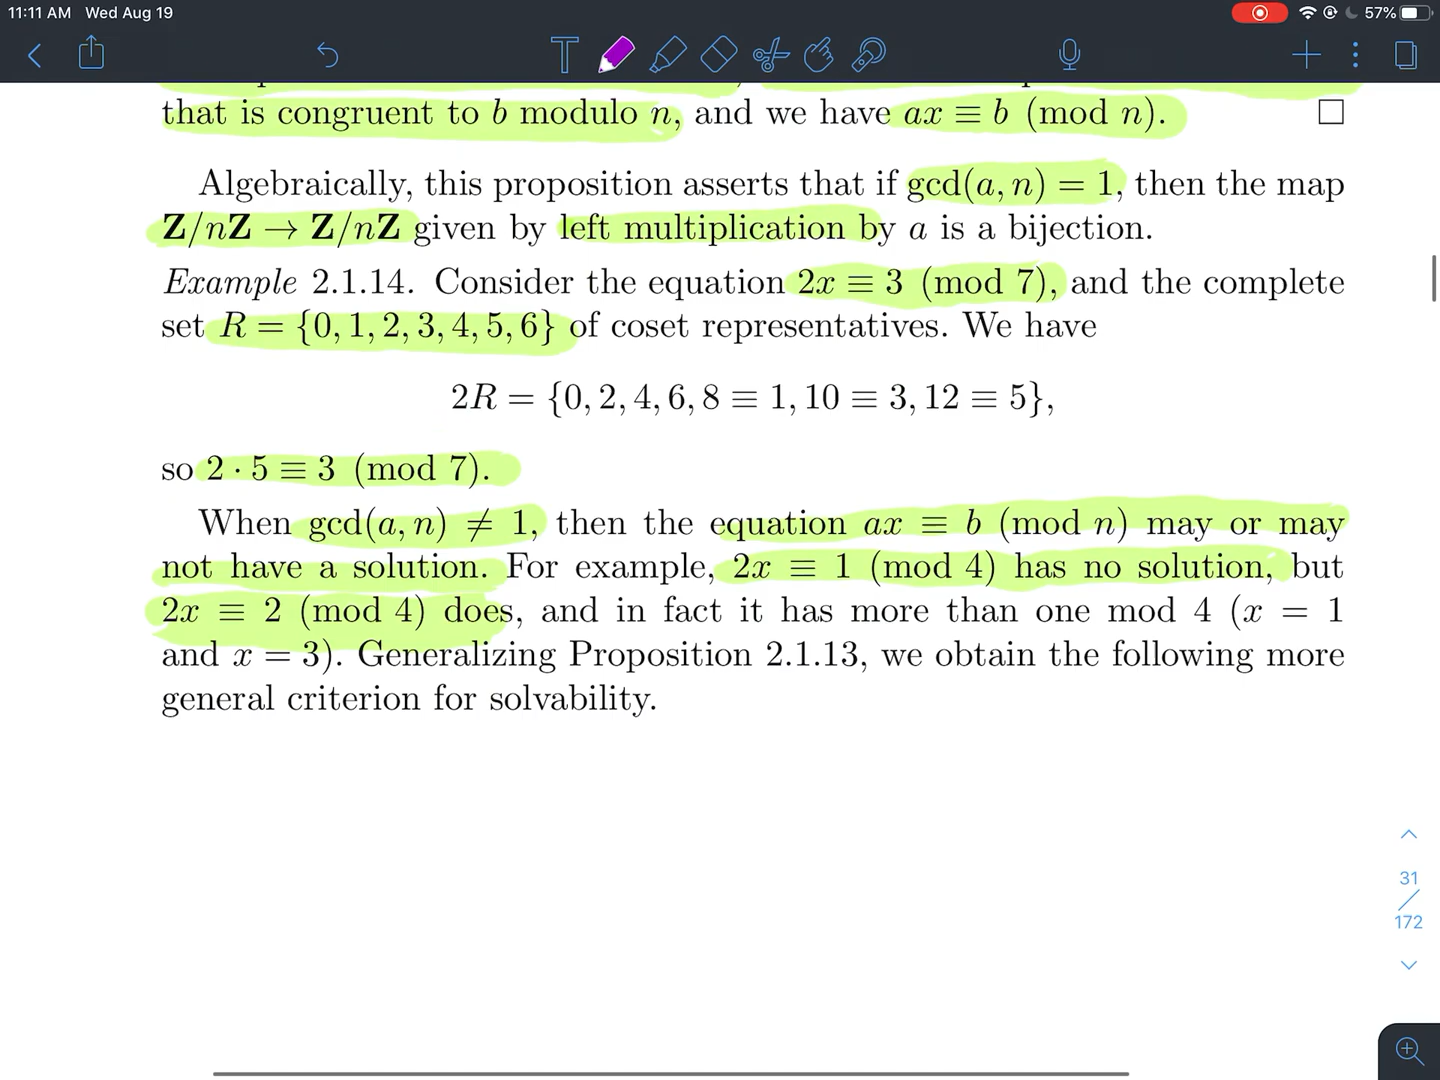 11:11 AM Wed Aug 19
57%
that is congruent to b modulo n, and we have ax ≡ b (mod n). □
Algebraically, this proposition asserts that if gcd(a, n) = 1, then the map
Z/nZ → Z/nZ given by left multiplication by a is a bijection.
Example 2.1.14. Consider the equation 2x ≡ 3 (mod 7), and the complete
set R = {0, 1, 2, 3, 4, 5, 6} of coset representatives. We have
2R = {0, 2, 4, 6, 8 ≡ 1, 10 ≡ 3, 12 ≡ 5},
so 2 · 5 ≡ 3 (mod 7).
When gcd(a, n) ≠ 1, then the equation ax ≡ b (mod n) may or may
not have a solution. For example, 2x ≡ 1 (mod 4) has no solution, but
2x ≡ 2 (mod 4) does, and in fact it has more than one mod 4 (x = 1
and x = 3). Generalizing Proposition 2.1.13, we obtain the following more
general criterion for solvability.
31
/
172